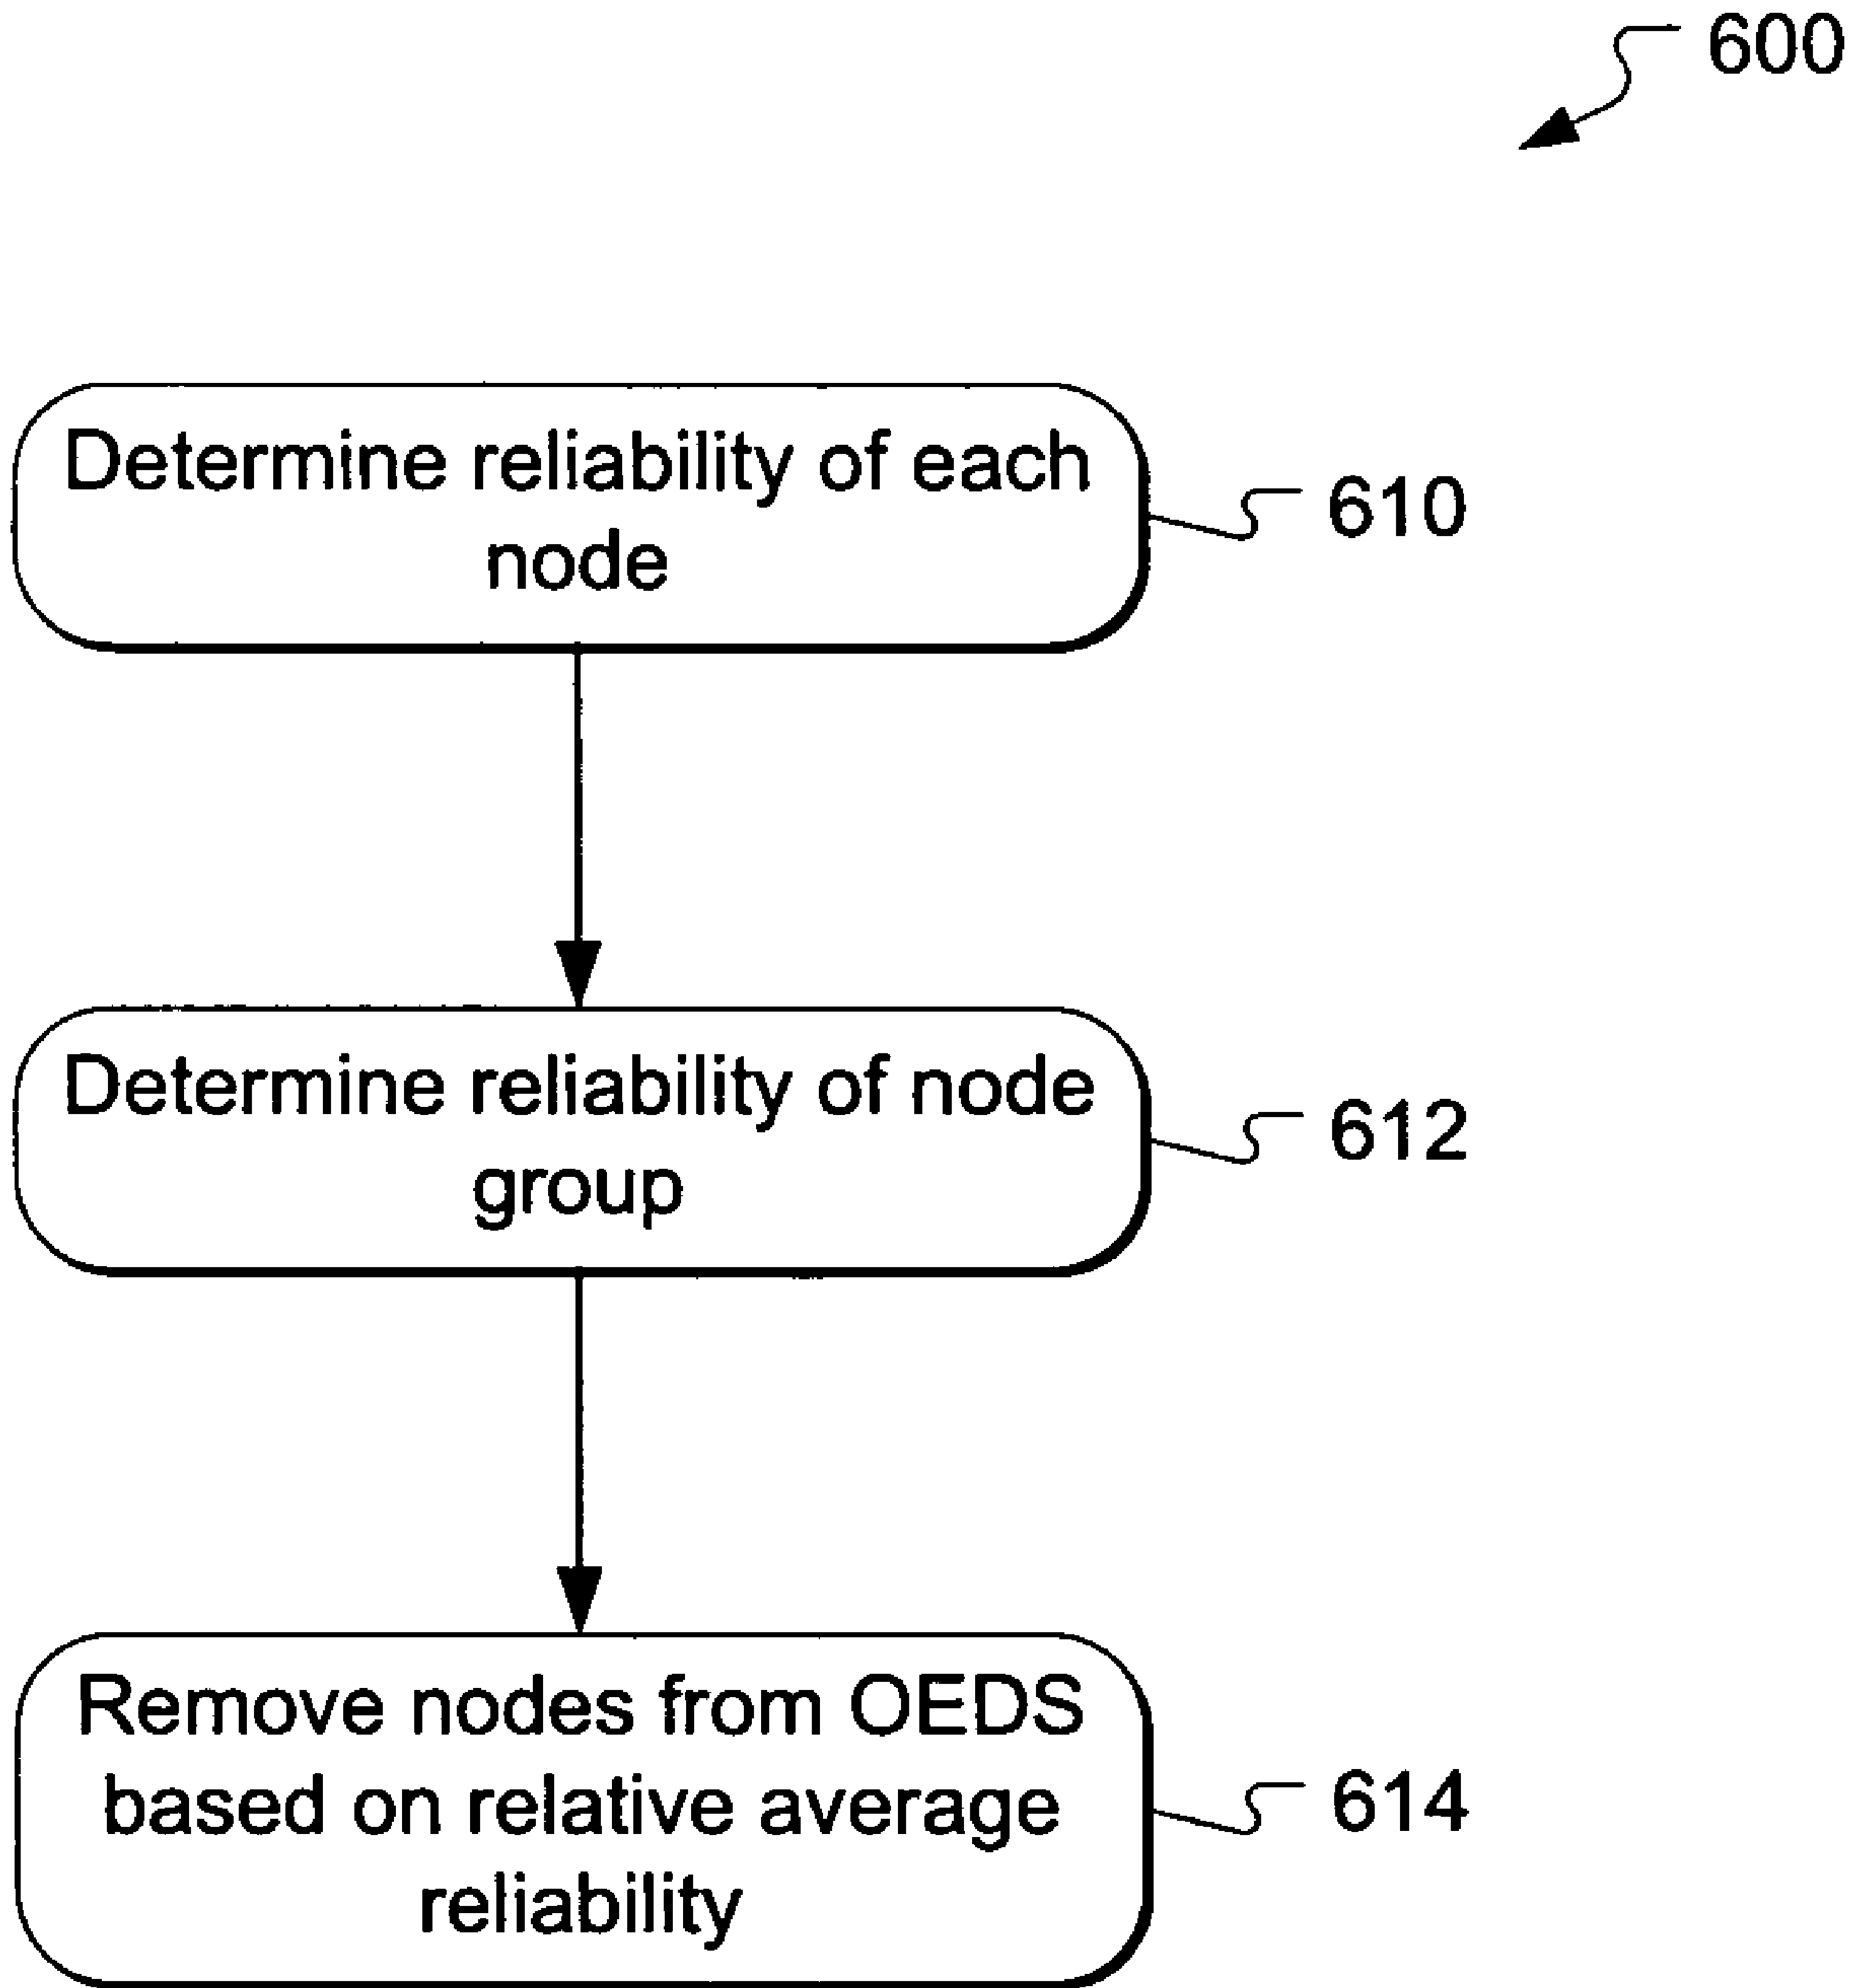 600
Determine reliability of each
node
610
Determine reliability of node
group
612
Remove nodes from OEDS
based on relative average
reliability
614